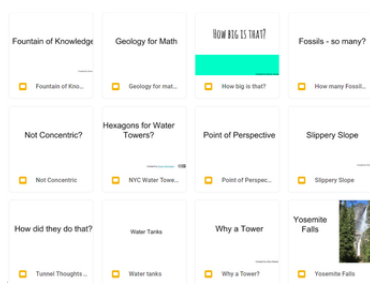 Fountain of Knowledge
Geology for Math
HOW BIG IS THAT?
Fossils - so many?
Fountain of Kno...
Geology for mat...
How big is that?
How many Fossil...
Not Concentric?
Hexagons for Water
Towers?
Point of Perspective
Slippery Slope
Not Concentric
NYC Water Towe...
Point of Perspec...
Slippery Slope
How did they do that?
Water Tanks
Why a Tower
Yosemite
Falls
Tunnel Thoughts ...
Water tanks
Why a Tower?
Yosemite Falls